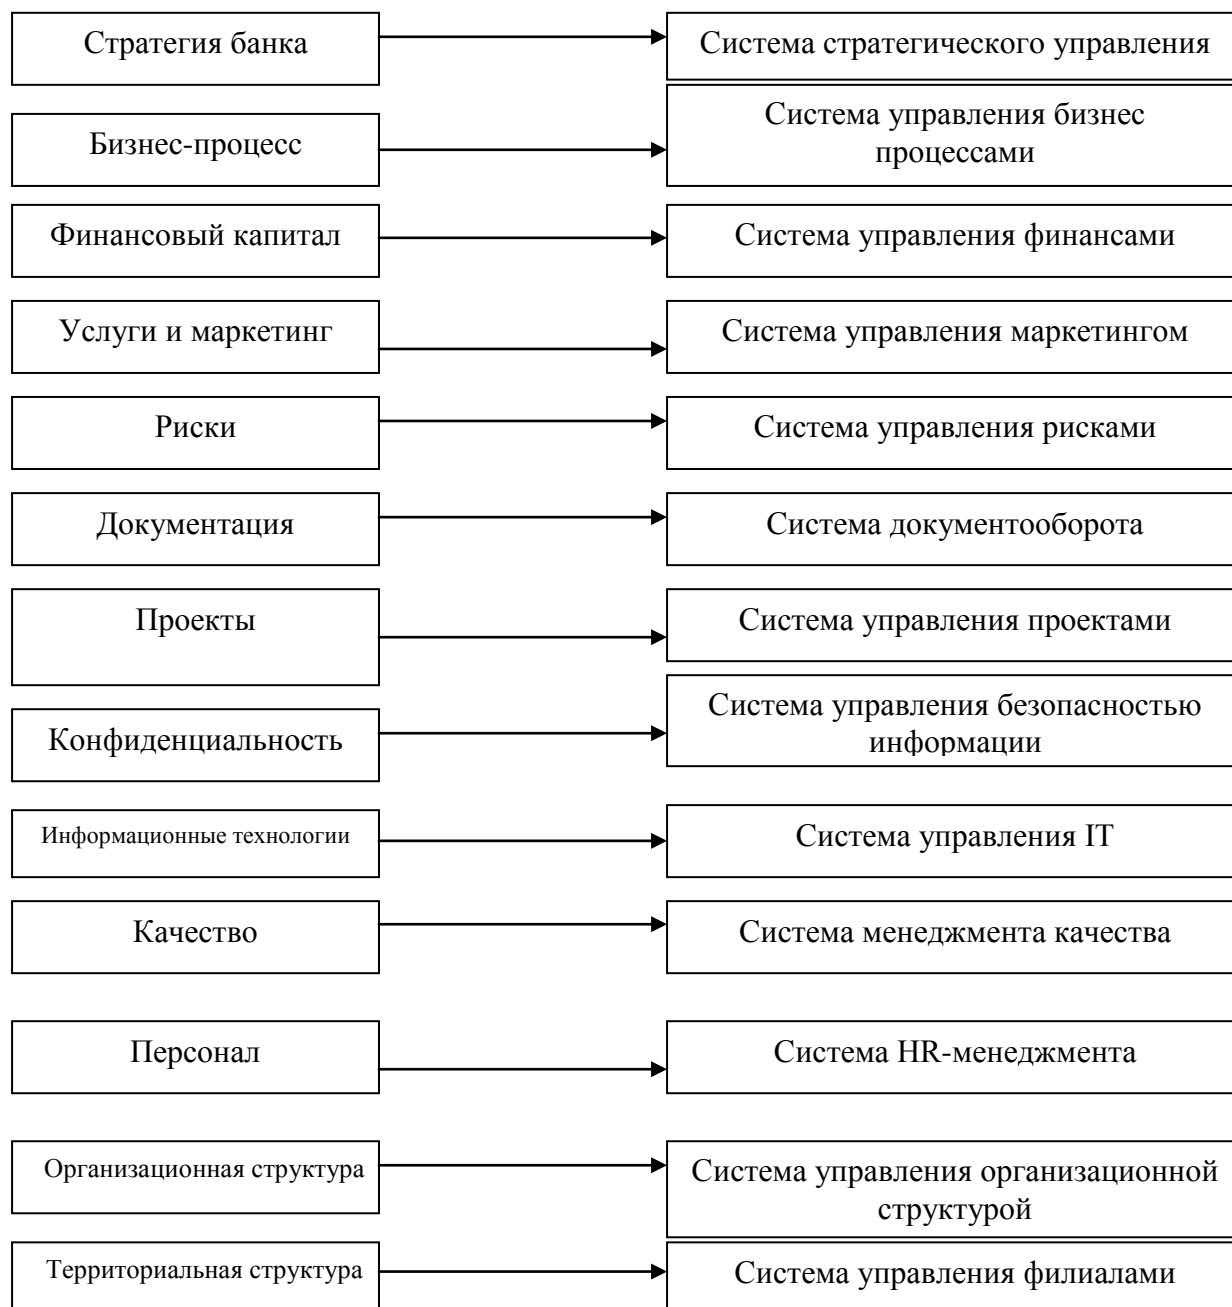 Стратегия банка
Система стратегического управления
Бизнес-процесс
Система управления бизнес
процессами
Финансовый капитал
Система управления финансами
Услуги и маркетинг
Система управления маркетингом
Риски
Система управления рисками
Документация
Система документооборота
Проекты
Система управления проектами
Конфиденциальность
Система управления безопасностью
информации
Информационные технологии
Система управления IT
Качество
Система менеджмента качества
Персонал
Система HR-менеджмента
Организационная структура
Система управления организационной
структурой
Территориальная структура
Система управления филиалами